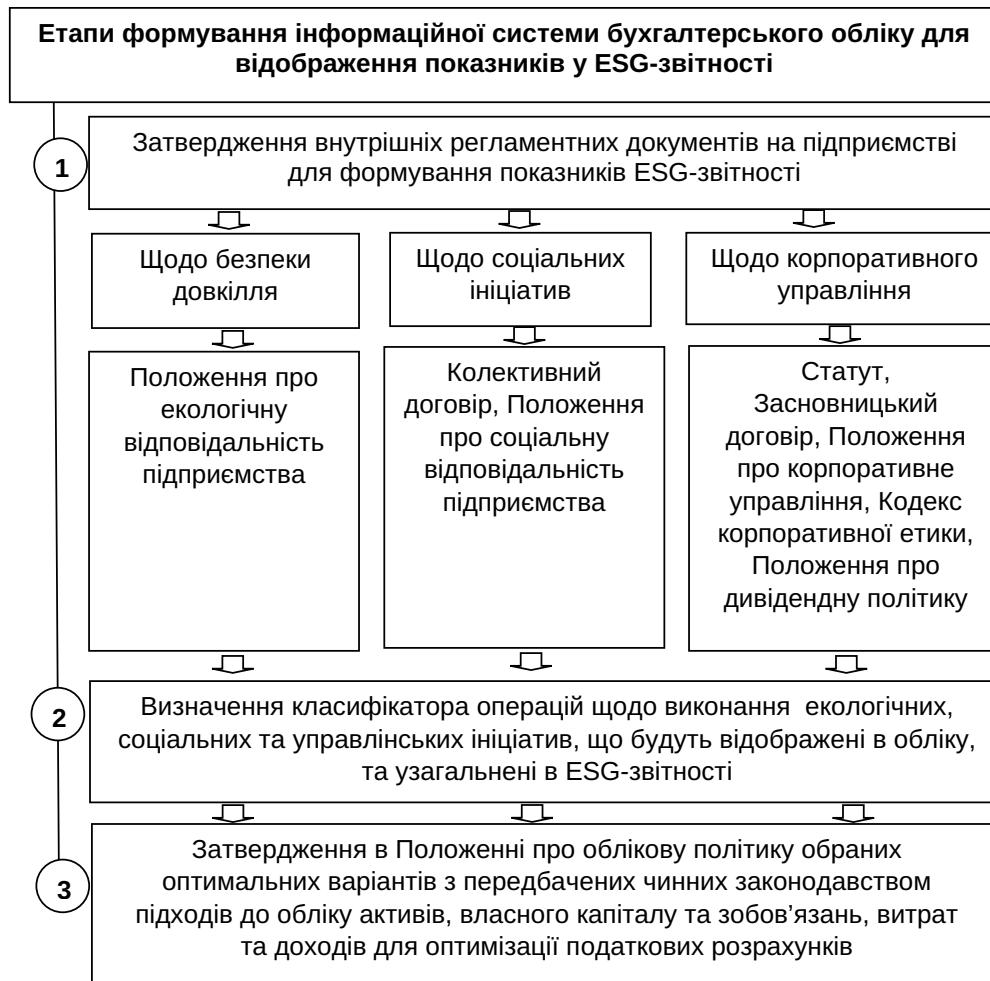 Етапи формування інформаційної системи бухгалтерського обліку для
відображення показників у ESG-звітності
1
Затвердження внутрішніх регламентних документів на підприємстві
для формування показників ESG-звітності
Щодо безпеки
довкілля
Щодо соціальних
ініціатив
Щодо корпоративного
управління
Положення про
екологічну
відповідальність
підприємства
Колективний
договір, Положення
про соціальну
відповідальність
підприємства
Статут,
Засновницький
договір, Положення
про корпоративне
управління, Кодекс
корпоративної етики,
Положення про
дивідендну політику
2
Визначення класифікатора операцій щодо виконання екологічних,
соціальних та управлінських ініціатив, що будуть відображені в обліку,
та узагальнені в ESG-звітності
3
Затвердження в Положенні про облікову політику обраних
оптимальних варіантів з передбачених чинних законодавством
підходів до обліку активів, власного капіталу та зобов’язань, витрат
та доходів для оптимізації податкових розрахунків